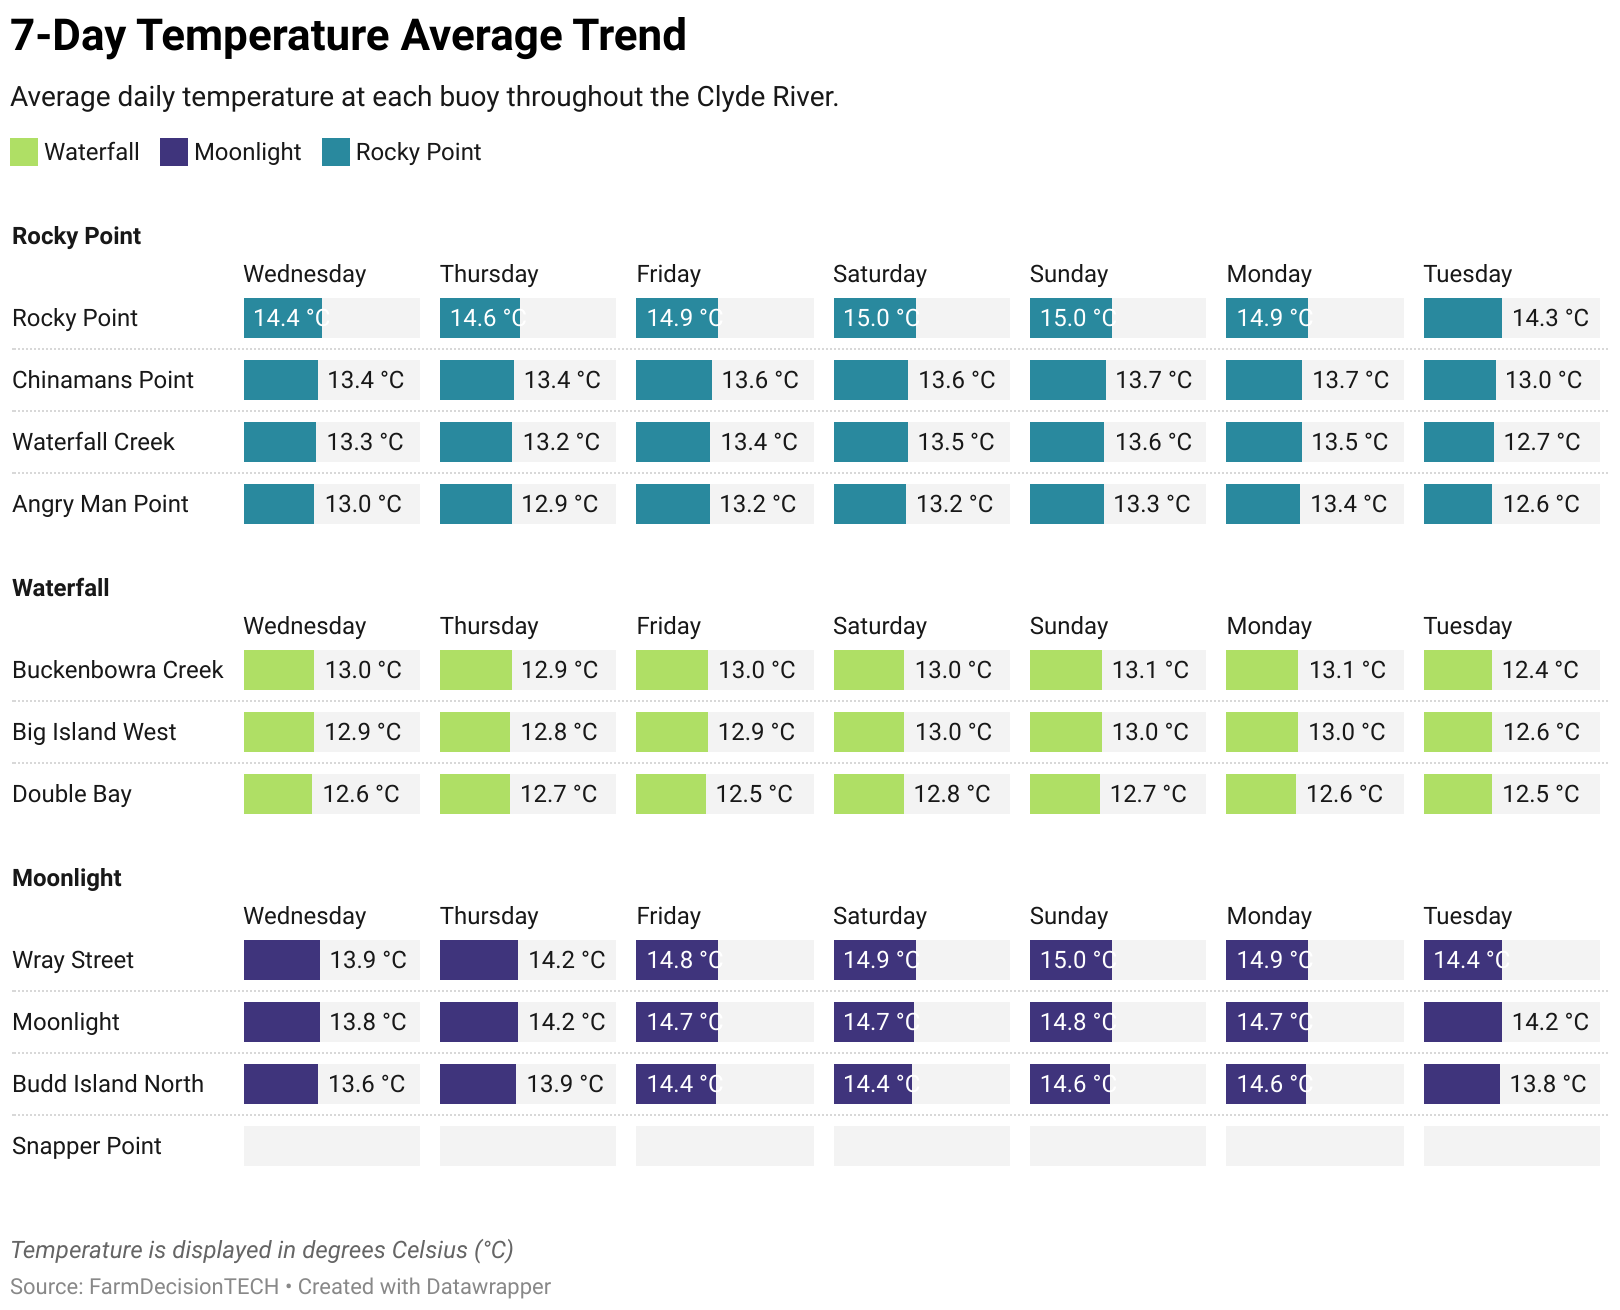 7-Day Temperature Average Trend
Average daily temperature at each buoy throughout the Clyde River.
Waterfall Moonlight Rocky Point
Rocky Point
Wednesday Thursday Friday Saturday Sunday Monday Tuesday
Rocky Point 14.4 °C 14.6 °C 14.9 °C 15.0 °C 15.0 °C 14.9 °C 14.3 °C
Chinamans Point 13.4 °C 13.4 °C 13.6 °C 13.6 °C 13.7 °C 13.7 °C 13.0 °C
Waterfall Creek 13.3 °C 13.2 °C 13.4 °C 13.5 °C 13.6 °C 13.5 °C 12.7 °C
Angry Man Point 13.0 °C 12.9 °C 13.2 °C 13.2 °C 13.3 °C 13.4 °C 12.6 °C
Waterfall
Wednesday Thursday Friday Saturday Sunday Monday Tuesday
Buckenbowra Creek 13.0 °C 12.9 °C 13.0 °C 13.0 °C 13.1 °C 13.1 °C 12.4 °C
Big Island West 12.9 °C 12.8 °C 12.9 °C 13.0 °C 13.0 °C 13.0 °C 12.6 °C
Double Bay 12.6 °C 12.7 °C 12.5 °C 12.8 °C 12.7 °C 12.6 °C 12.5 °C
Moonlight
Wednesday Thursday Friday Saturday Sunday Monday Tuesday
Wray Street 13.9 °C 14.2 °C 14.8 °C 14.9 °C 15.0 °C 14.9 °C 14.4 °C
Moonlight 13.8 °C 14.2 °C 14.7 °C 14.7 °C 14.8 °C 14.7 °C 14.2 °C
Budd Island North 13.6 °C 13.9 °C 14.4 °C 14.4 °C 14.6 °C 14.6 °C 13.8 °C
Snapper Point
Temperature is displayed in degrees Celsius (°C)
Source: FarmDecisionTECH • Created with Datawrapper